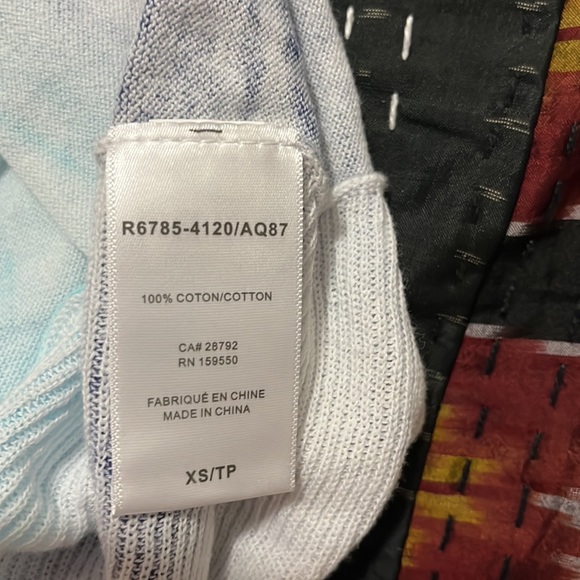 R6785-4120/AQ87
100% COTON/COTTON
CA# 28792
RN 159550
FABRIQUÉ EN CHINE
MADE IN CHINA
XS/TP